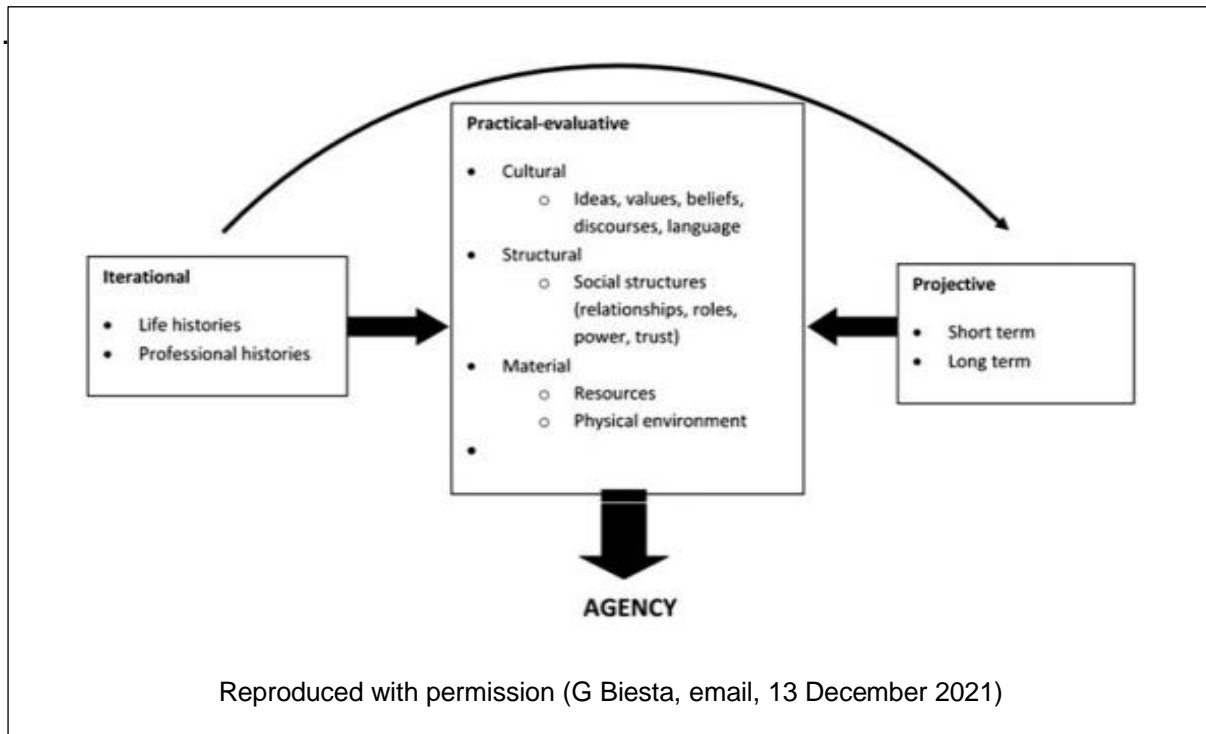 Iterational
• Life histories
• Professional histories
Practical-evaluative
• Cultural
o Ideas, values, beliefs,
discourses, language
• Structural
o Social structures
(relationships, roles,
power, trust)
• Material
o Resources
o Physical environment
•
Projective
• Short term
• Long term
AGENCY
Reproduced with permission (G Biesta, email, 13 December 2021)